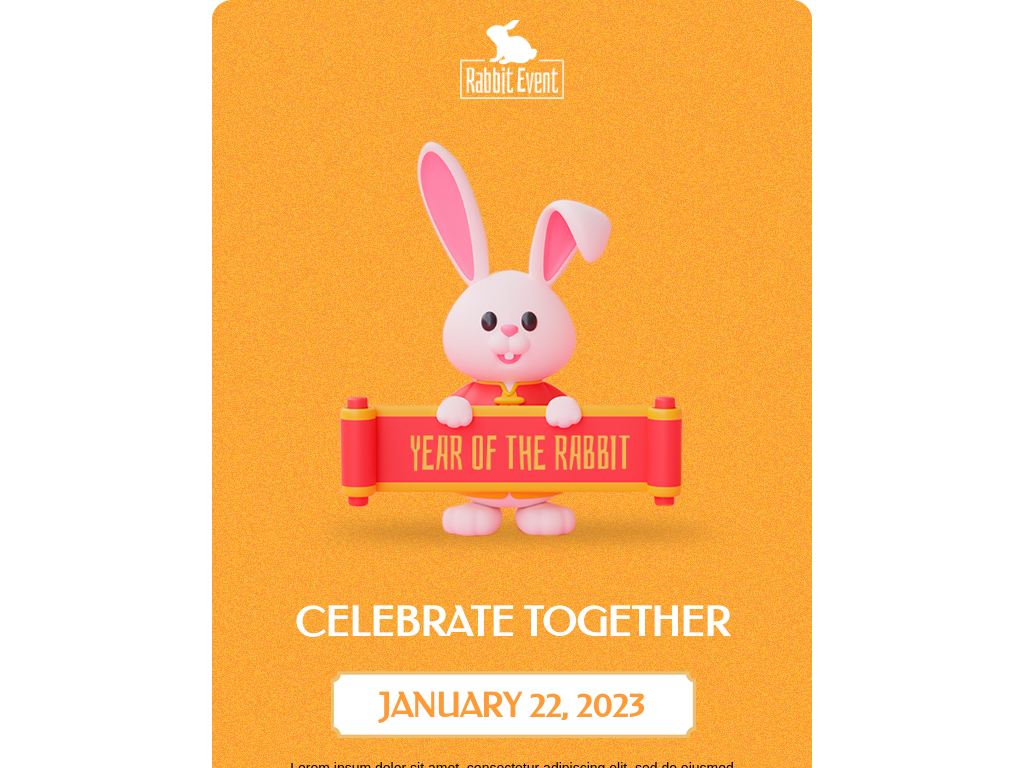 Rabbit Event
YEAR OF THE RABBIT
CELEBRATE TOGETHER
JANUARY 22, 2023
Lorem ipsum dolor sit amet, consectetur adipiscing elit, sed do eiusmod